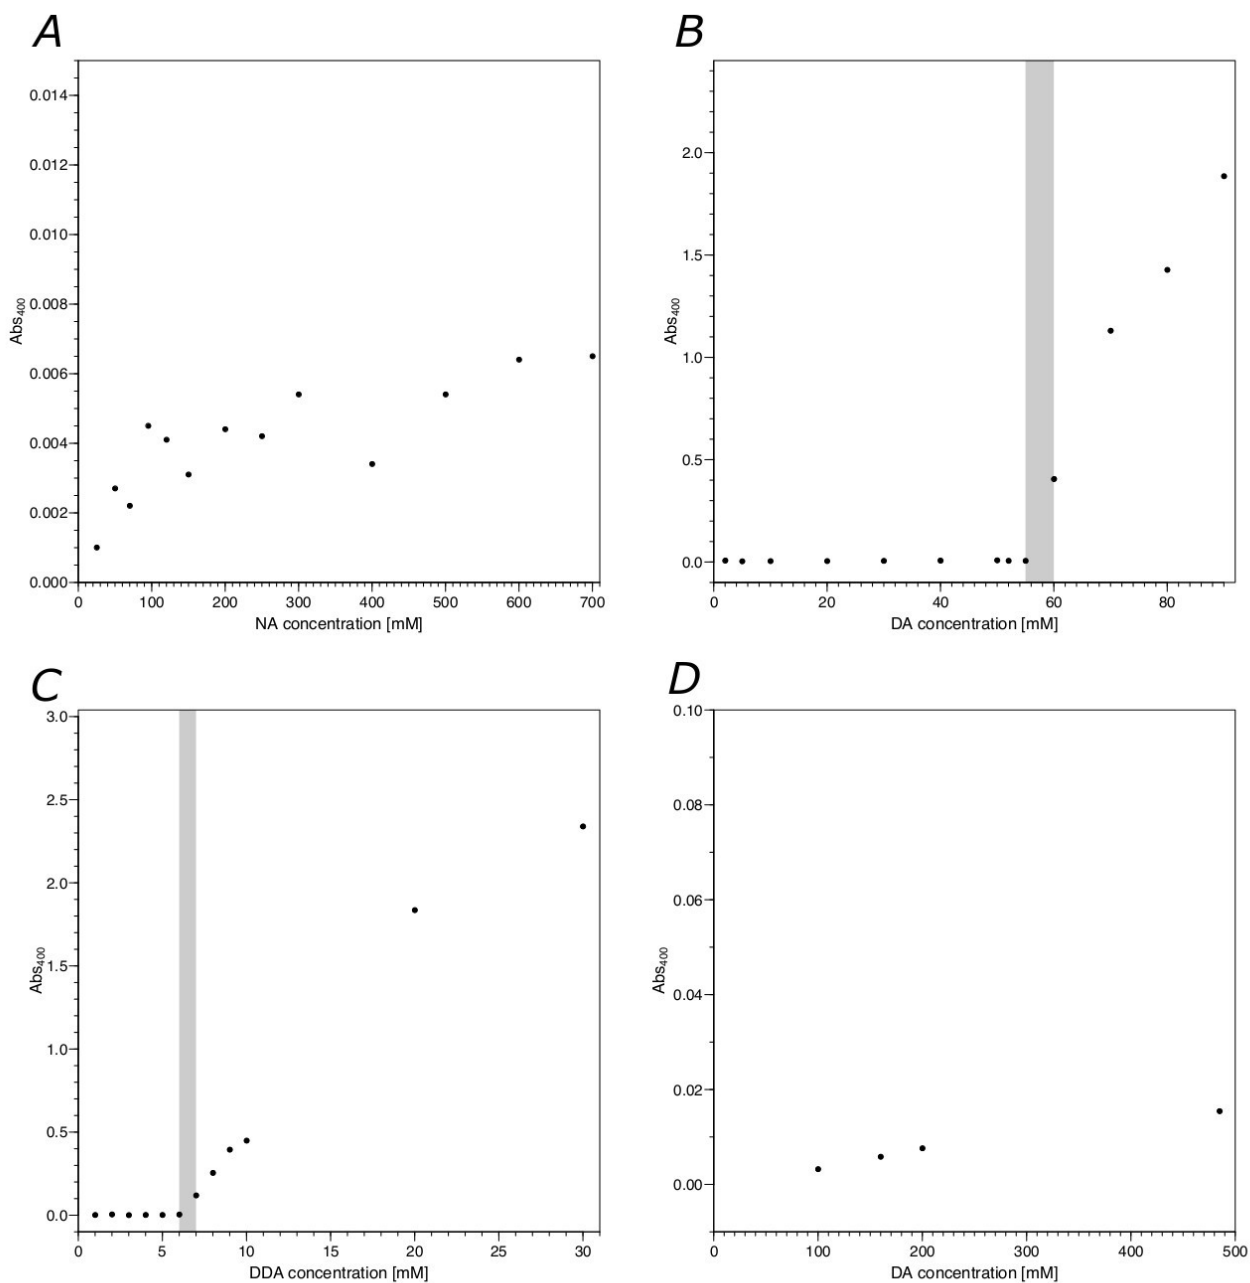 A
0.014
0.012
0.010
0.008
0.006
0.004
0.002
0.000
Abs400
0 100 200 300 400 500 600 700
NA concentration [mM]
B
2.0
1.5
1.0
0.5
0.0
Abs400
0 20 40 60 80
DA concentration [mM]
C
3.0
2.5
2.0
1.5
1.0
0.5
0.0
Abs400
0 5 10 15 20 25 30
DDA concentration [mM]
D
0.10
0.08
0.06
0.04
0.02
0.00
Abs400
0 100 200 300 400 500
DA concentration [mM]